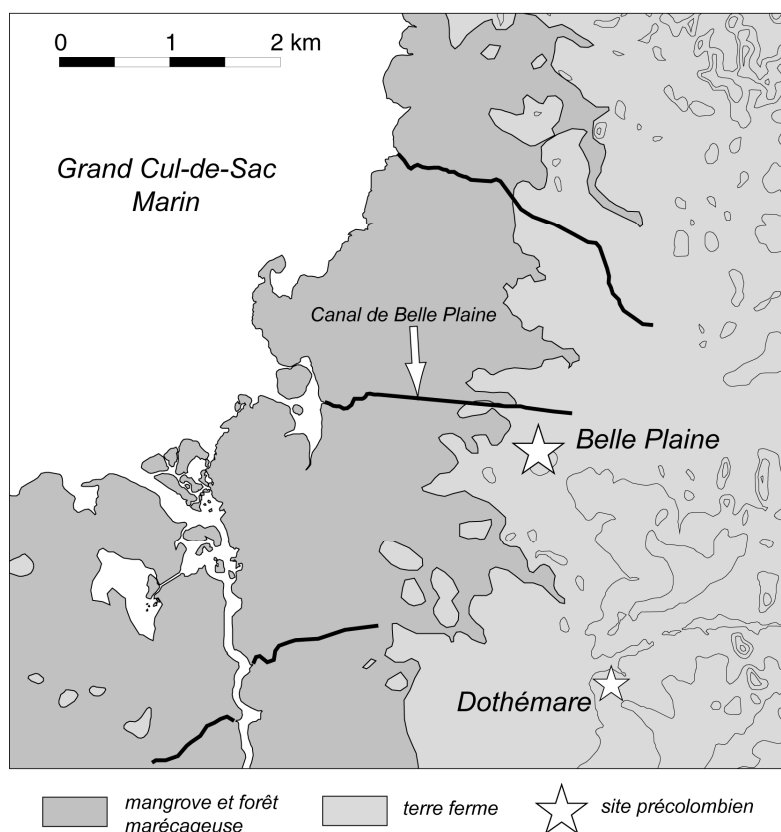 0 1 2 km
Grand Cul-de-Sac
Marin
Canal de Belle Plaine
Belle Plaine
Dothémare
mangrove et forêt
marécageuse
terre ferme
site précolombien